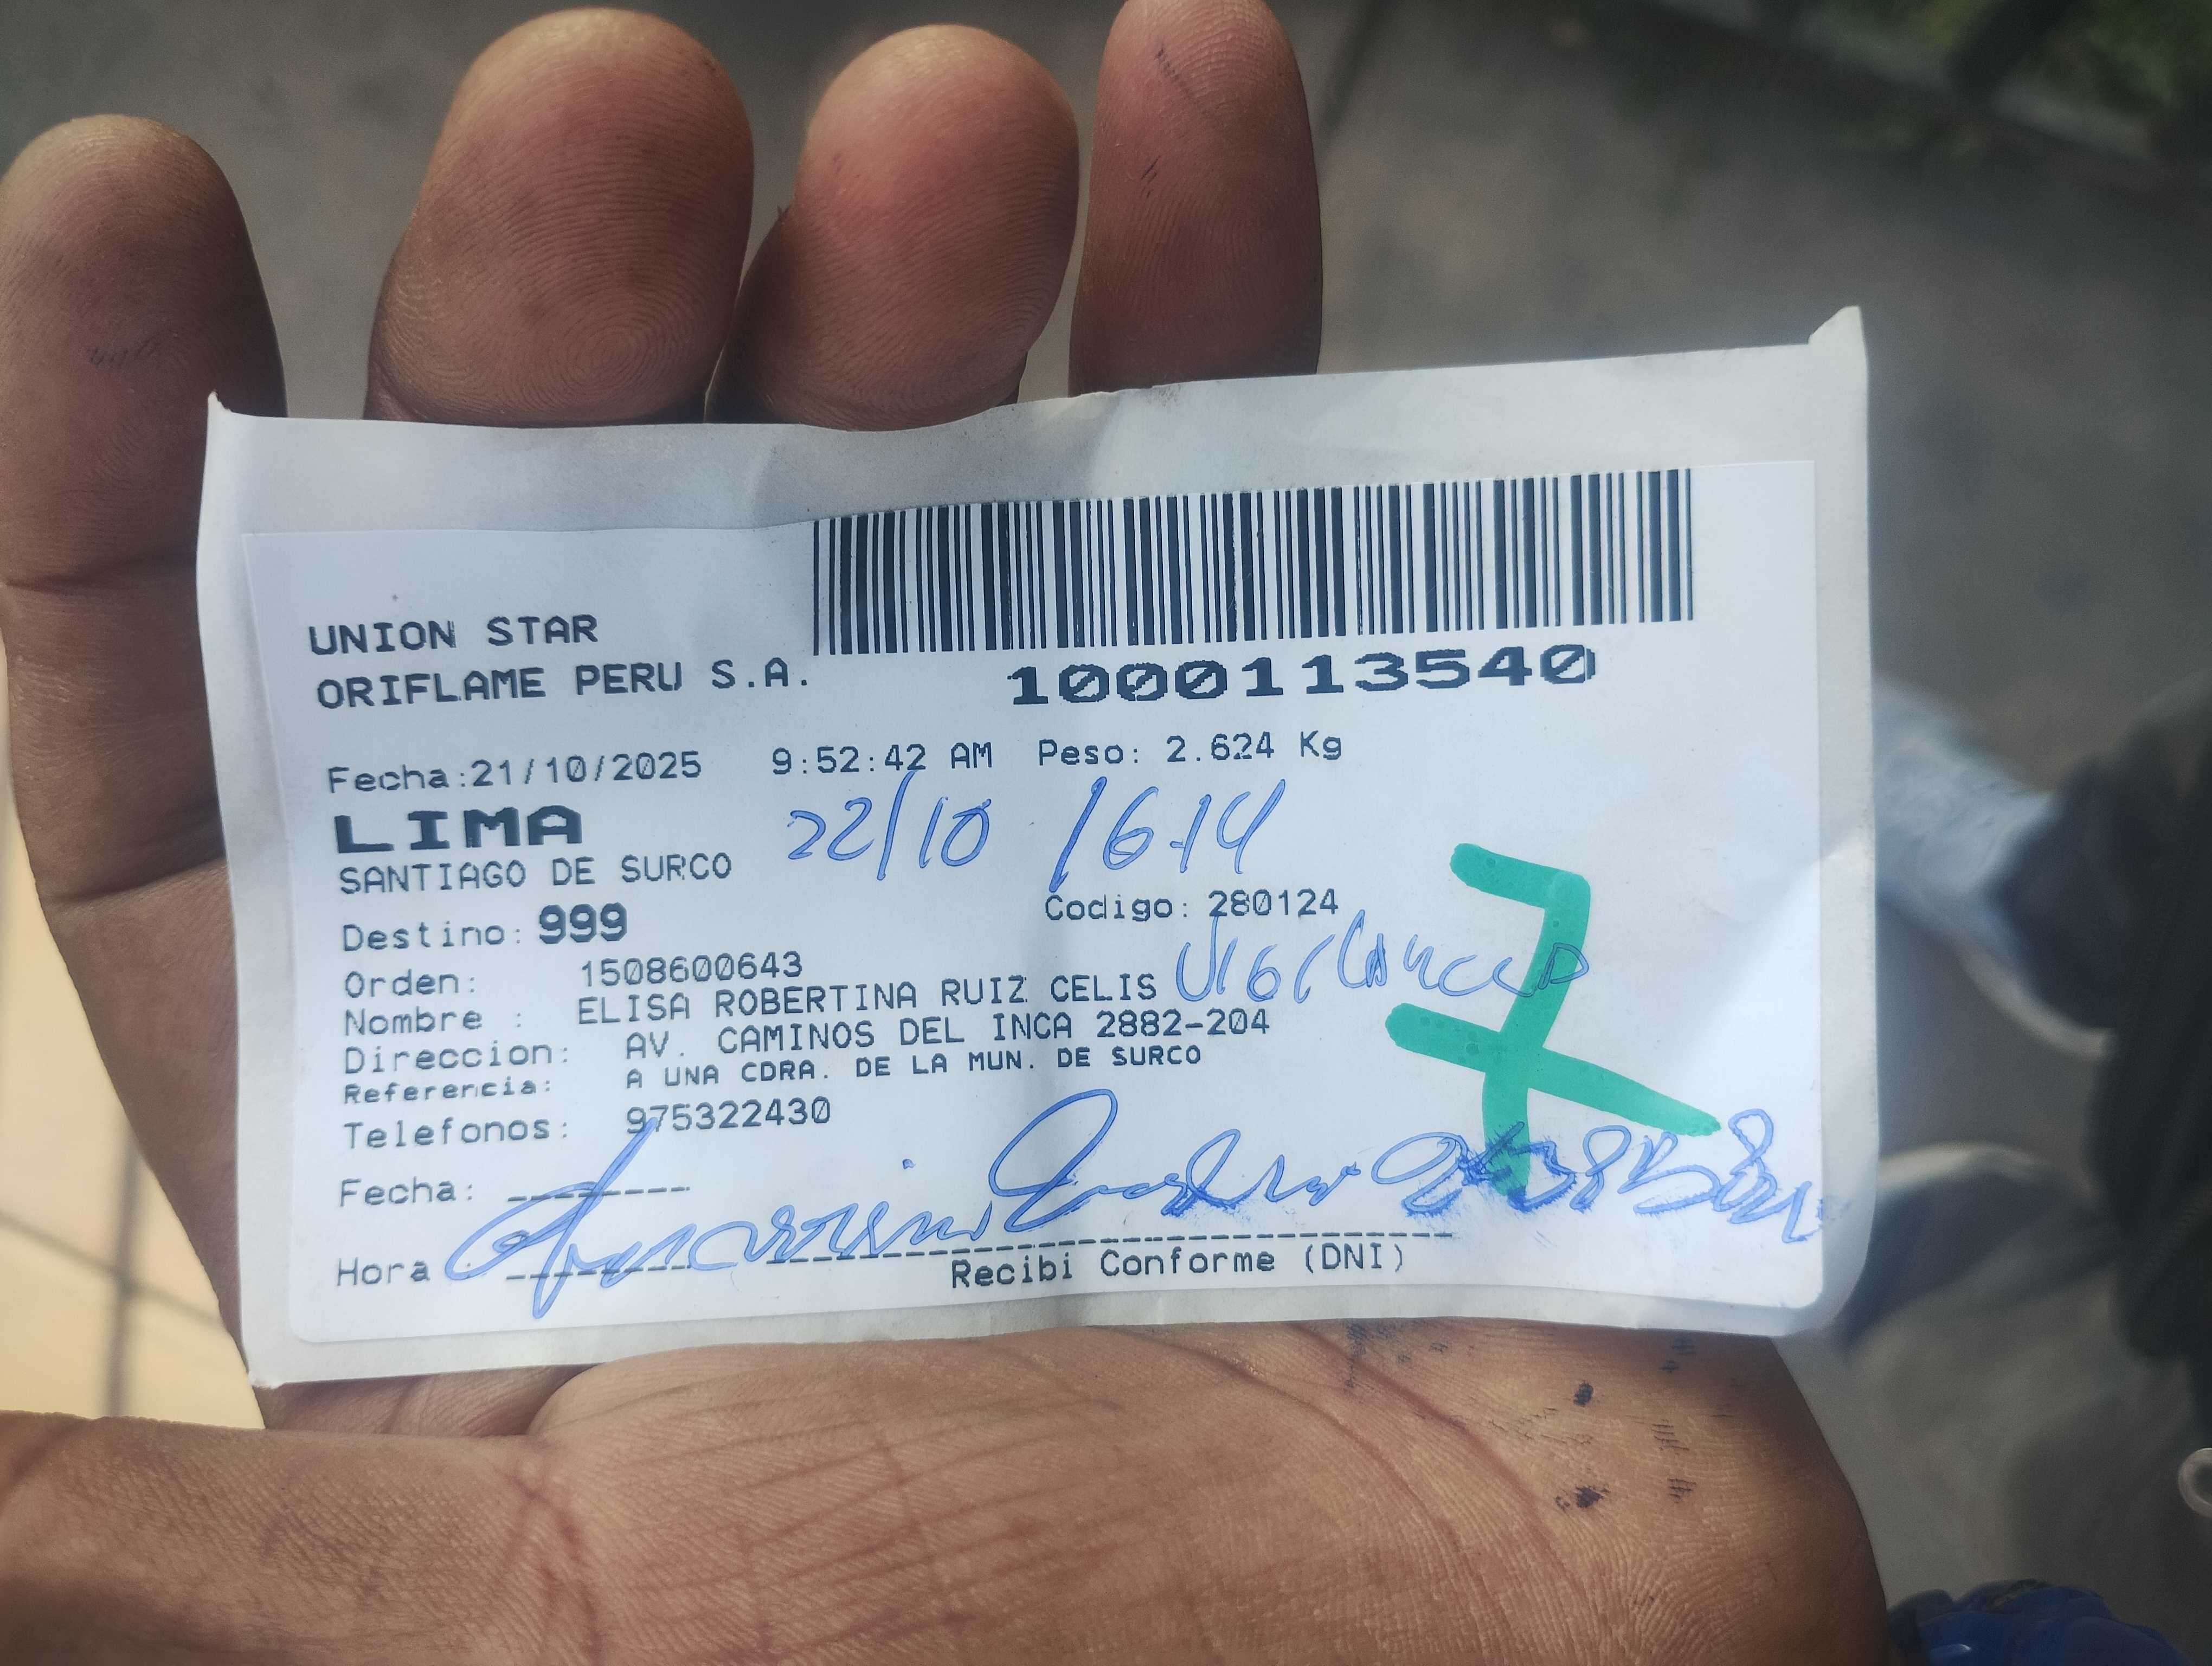 UNION STAR
ORIFLAME PERU S.A.
1000113540
Fecha:21/10/2025 9:52:42 AM Peso: 2.624 Kg
LIMA
22/10 16-14
SANTIAGO DE SURCO
Codigo: 280124
Destino: 999
Orden: 1508600643
Nombre : ELISA ROBERTINA RUIZ CELIS
Direccion: AV. CAMINOS DEL INCA 2882-204
Referencia: A UNA CDRA. DE LA MUN. DE SURCO
Telefonos: 975322430
7
Fecha: --------
Hora :
Recibi Conforme (DNI)